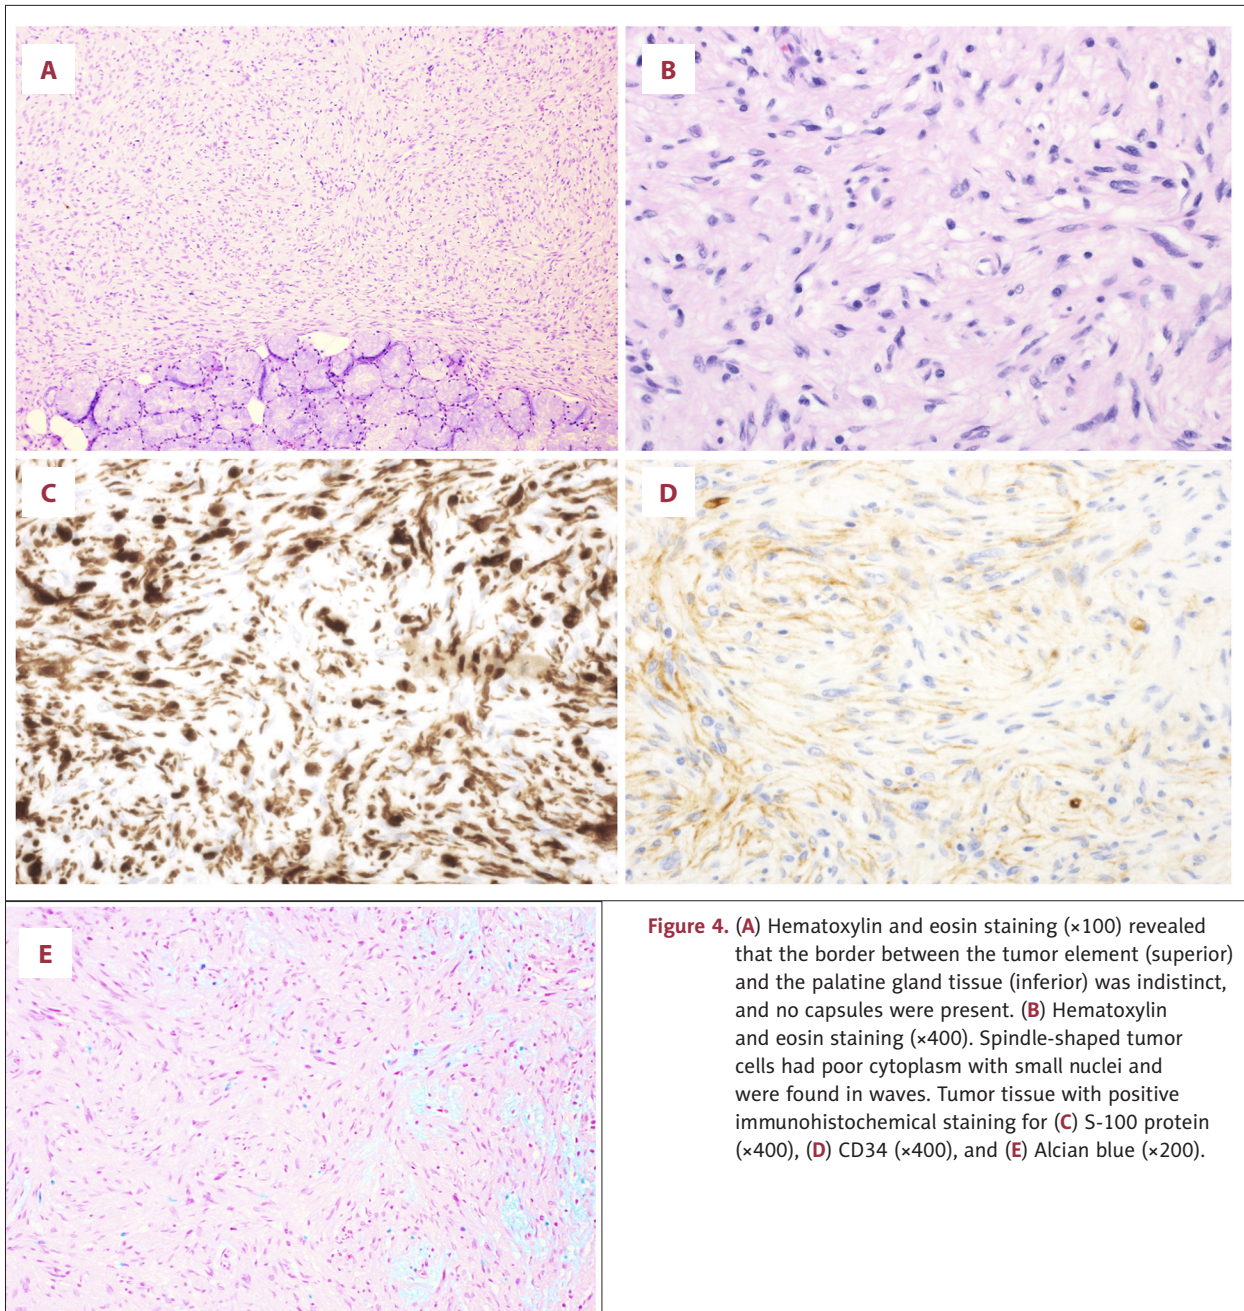 A
B
C
D
E
Figure 4. (A) Hematoxylin and eosin staining (×100) revealed
that the border between the tumor element (superior)
and the palatine gland tissue (inferior) was indistinct,
and no capsules were present. (B) Hematoxylin
and eosin staining (×400). Spindle-shaped tumor
cells had poor cytoplasm with small nuclei and
were found in waves. Tumor tissue with positive
immunohistochemical staining for (C) S-100 protein
(×400), (D) CD34 (×400), and (E) Alcian blue (×200).